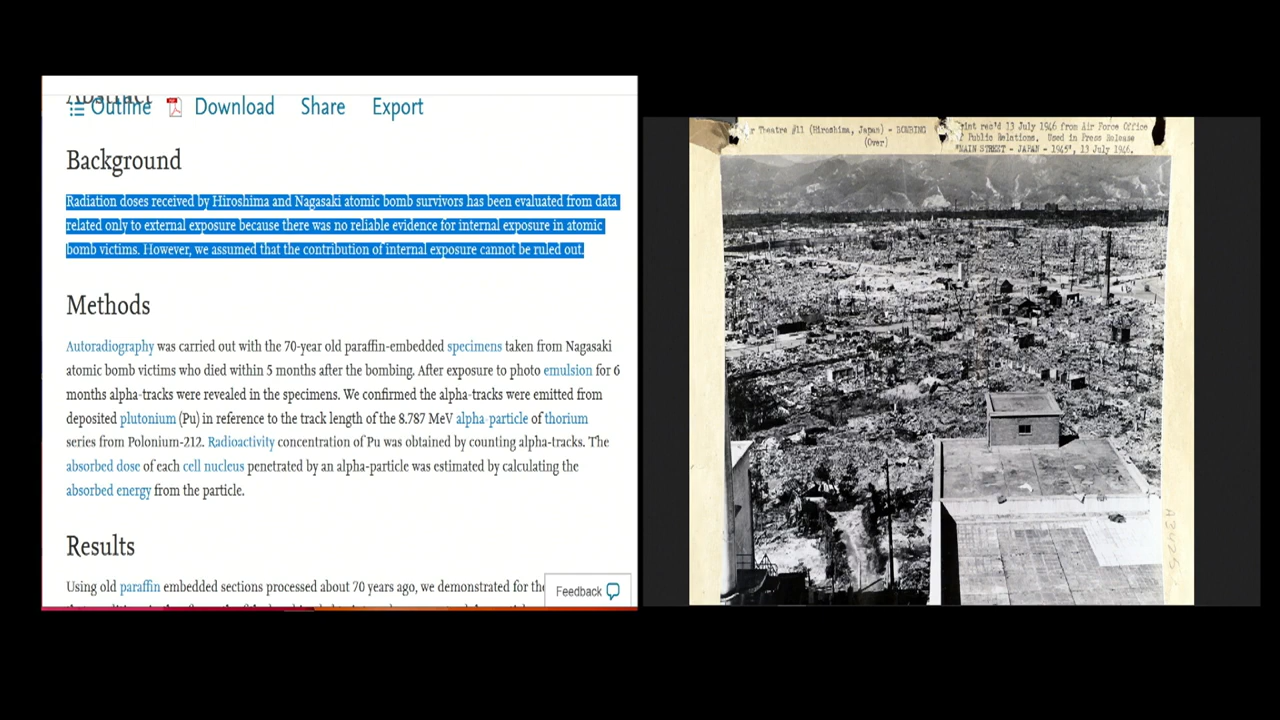 Outline Download Share Export
Background
Radiation doses received by Hiroshima and Nagasaki atomic bomb survivors has been evaluated from data
related only to external exposure because there was no reliable evidence for internal exposure in atomic
bomb victims. However, we assumed that the contribution of internal exposure cannot be ruled out.
Methods
Autoradiography was carried out with the 70-year old paraffin-embedded specimens taken from Nagasaki
atomic bomb victims who died within 5 months after the bombing. After exposure to photo emulsion for 6
months alpha-tracks were revealed in the specimens. We confirmed the alpha-tracks were emitted from
deposited plutonium (Pu) in reference to the track length of the 8.787 MeV alpha-particle of thorium
series from Polonium-212. Radioactivity concentration of Pu was obtained by counting alpha-tracks. The
absorbed dose of each cell nucleus penetrated by an alpha-particle was estimated by calculating the
absorbed energy from the particle.
Results
Using old paraffin embedded sections processed about 70 years ago, we demonstrated for the
Feedback
Theatre #11 (Hiroshima, Japan) - BOMBING
(Over)
rec'd 13 July 1946 from Air Force Office
Public Relations. Used in Press Release
"MAIN STREET - JAPAN - 1945", 13 July 1946.